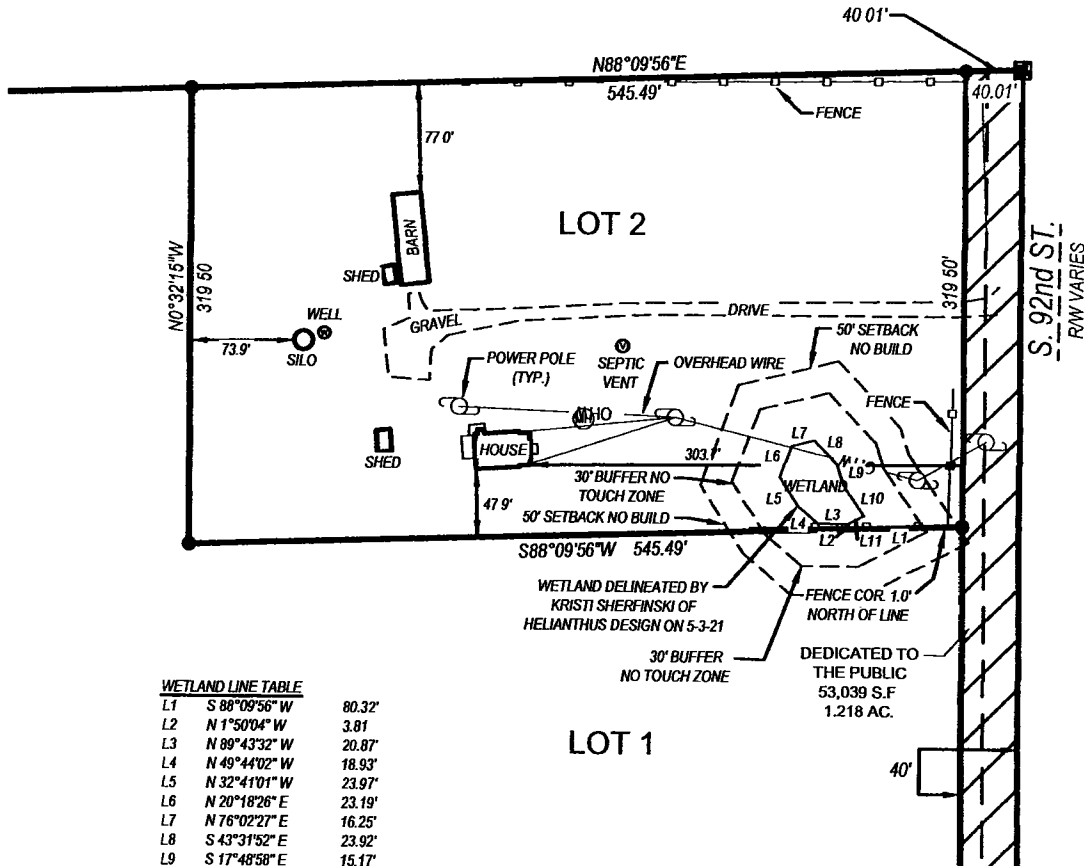 40 01'
N88°09'56"E
545.49'
40.01'
FENCE
77 0'
BARN
LOT 2
SHED
N0°32'15"W
319 50
319 50'
S. 92nd ST.
R/W VARIES
WELL
SILO
73.9'
GRAVEL
DRIVE
50' SETBACK
NO BUILD
POWER POLE
(TYP.)
SEPTIC
VENT
OVERHEAD WIRE
FENCE
SHED
HOUSE
303.1'
L7
L8
L6
L9
WETLAND
30' BUFFER NO
TOUCH ZONE
L5
L10
47 9'
50' SETBACK NO BUILD
L4
L3
L2
L11
L1
S88°09'56"W 545.49'
WETLAND DELINEATED BY
KRISTI SHERFINSKI OF
HELIANTHUS DESIGN ON 5-3-21
FENCE COR. 1.0'
NORTH OF LINE
30' BUFFER
NO TOUCH ZONE
DEDICATED TO
THE PUBLIC
53,039 S.F
1.218 AC.
LOT 1
40'
WETLAND LINE TABLE
L1 S 88°09'56" W 80.32'
L2 N 1°50'04" W 3.81
L3 N 89°43'32" W 20.87'
L4 N 49°44'02" W 18.93'
L5 N 32°41'01" W 23.97'
L6 N 20°18'26" E 23.19'
L7 N 76°02'27" E 16.25'
L8 S 43°31'52" E 23.92'
L9 S 17°48'58" E 15.17'